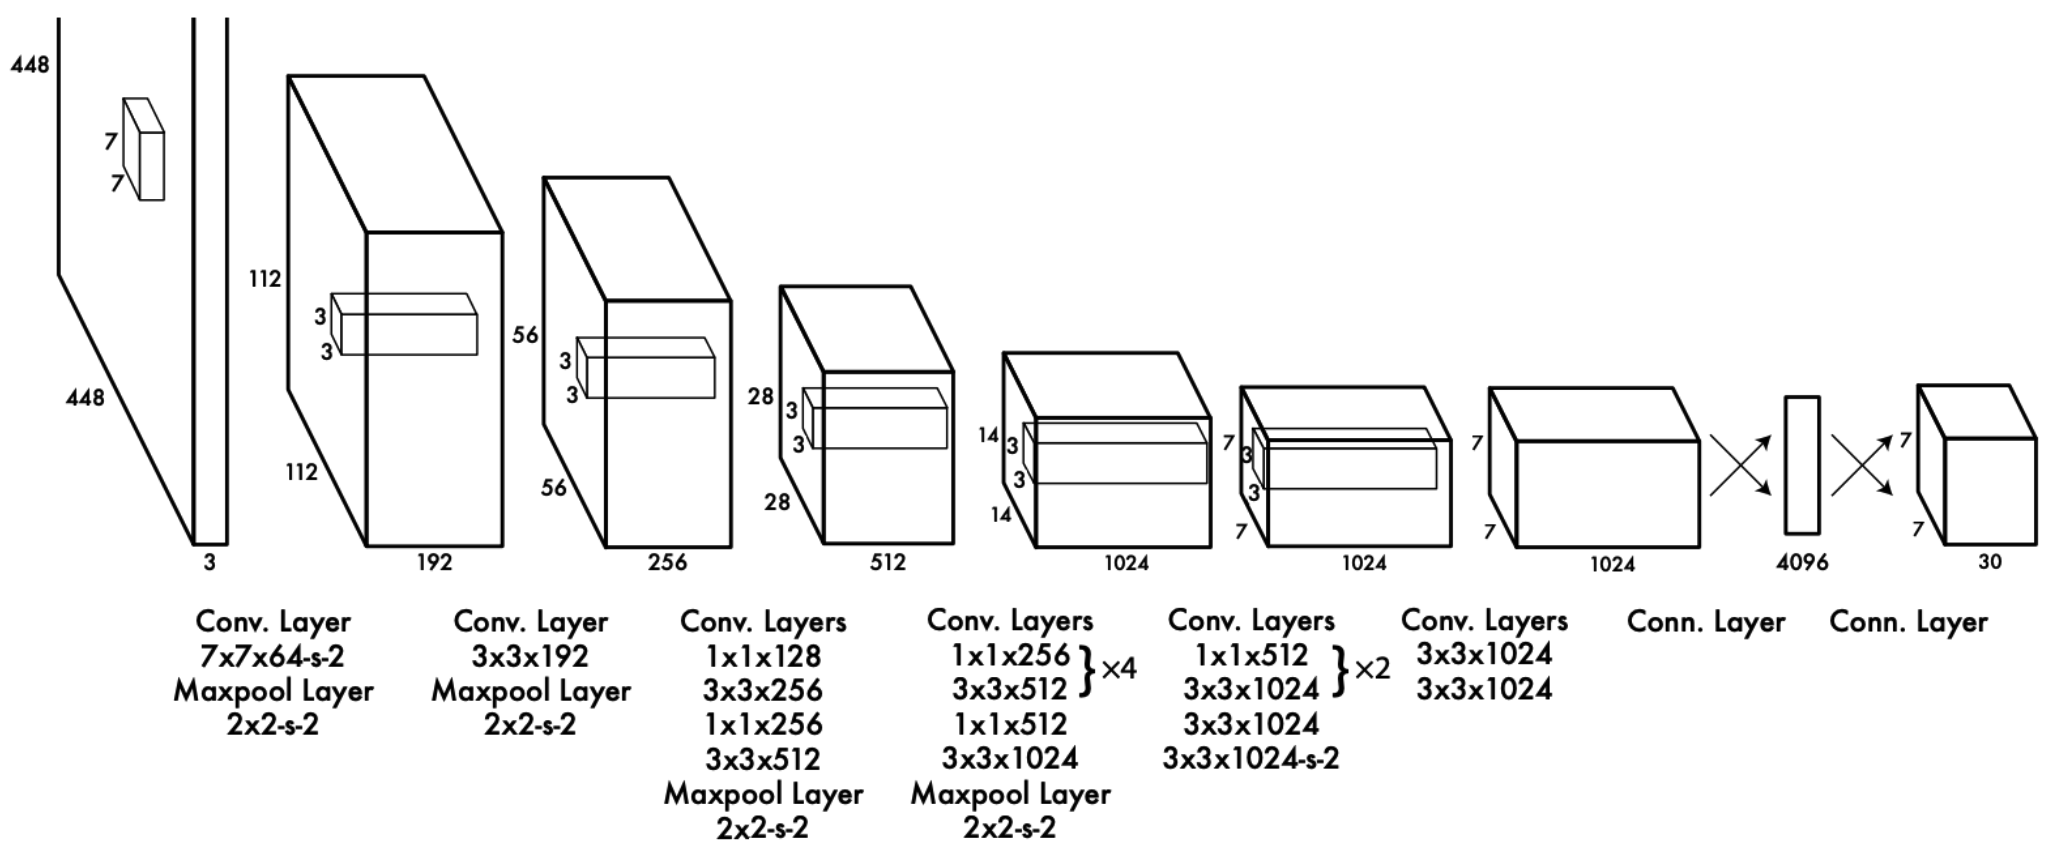 448
7
7
448
3
112
3
3
112
192
56
3
3
56
256
28
3
3
28
512
14
3
3
14
1024
7
3
3
7
1024
7
7
1024
4096
7
7
30
Conv. Layer
7x7x64-s-2
Maxpool Layer
2x2-s-2
Conv. Layer
3x3x192
Maxpool Layer
2x2-s-2
Conv. Layers
1x1x128
3x3x256
1x1x256
3x3x512
Maxpool Layer
2x2-s-2
Conv. Layers
1x1x256
3x3x512
} ×4
1x1x512
3x3x1024
Maxpool Layer
2x2-s-2
Conv. Layers
1x1x512
3x3x1024
} ×2
3x3x1024
3x3x1024-s-2
Conv. Layers
3x3x1024
3x3x1024
Conn. Layer
Conn. Layer